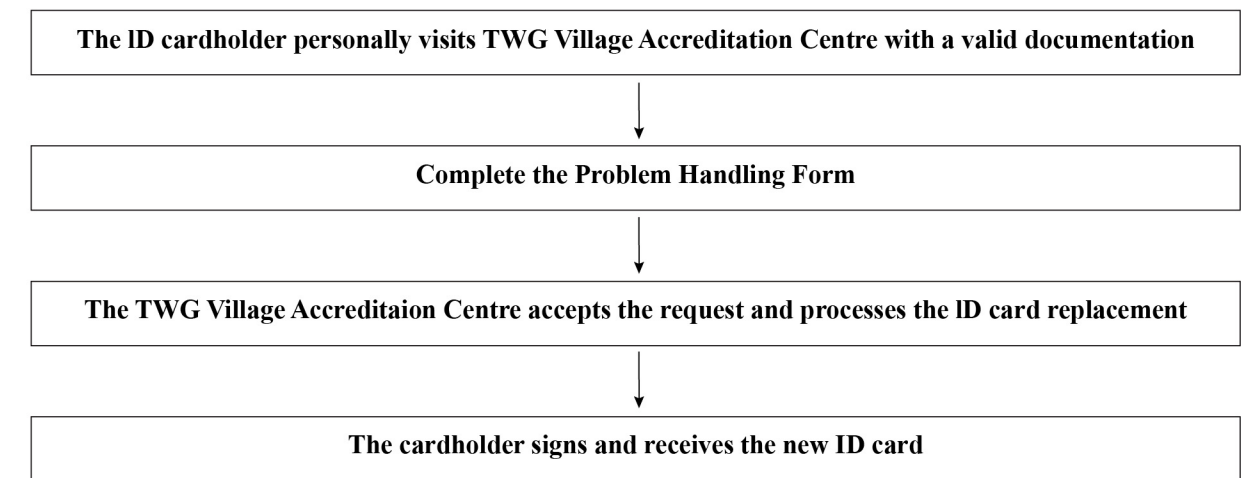 The lD cardholder personally visits TWG Village Accreditation Centre with a valid documentation
Complete the Problem Handling Form
The TWG Village Accreditaion Centre accepts the request and processes the lD card replacement
The cardholder signs and receives the new ID card